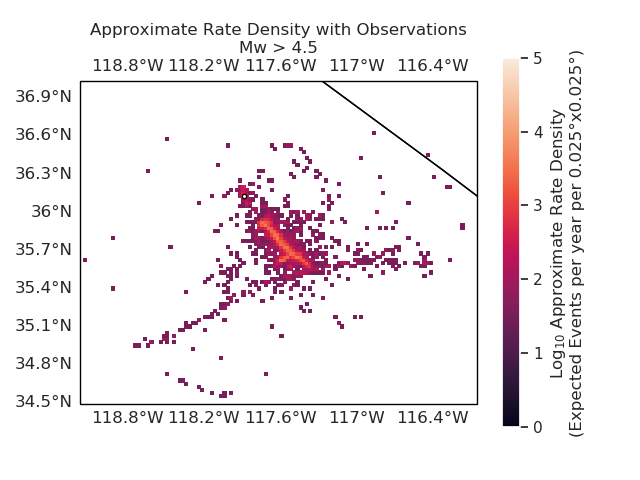 Approximate Rate Density with Observations
Mw > 4.5
118.8°W 118.2°W 117.6°W 117°W 116.4°W
36.9°N
36.6°N
36.3°N
36°N
35.7°N
35.4°N
35.1°N
34.8°N
34.5°N
118.8°W 118.2°W 117.6°W 117°W 116.4°W
5
4
3
2
1
0
Log₁₀ Approximate Rate Density
(Expected Events per year per 0.025°x0.025°)